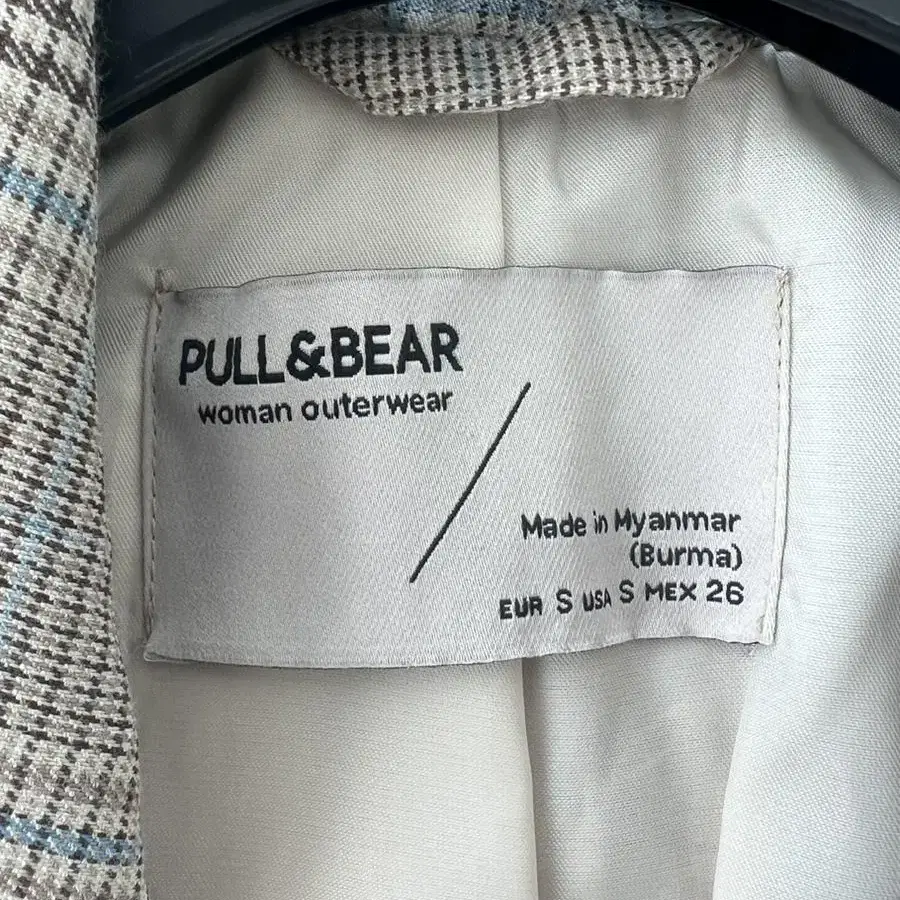 PULL&BEAR
woman outerwear
Made in Myanmar
(Burma)
EUR S USA S MEX 26